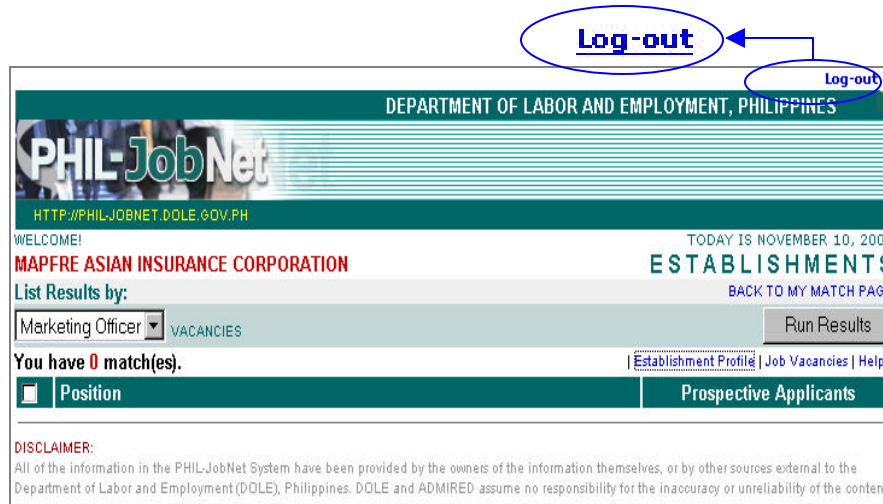 Log-out
Log-out
DEPARTMENT OF LABOR AND EMPLOYMENT, PHILIPPINES
PHIL-JobNet
HTTP://PHIL-JOBNET.DOLE.GOV.PH
WELCOME! TODAY IS NOVEMBER 10, 200
MAPFRE ASIAN INSURANCE CORPORATION ESTABLISHMENTS
List Results by: BACK TO MY MATCH PAG
Marketing Officer VACANCIES Run Results
You have 0 match(es). | Establishment Profile | Job Vacancies | Help
Position Prospective Applicants
DISCLAIMER:
All of the information in the PHIL-JobNet System have been provided by the owners of the information themselves, or by other sources external to the
Department of Labor and Employment (DOLE), Philippines. DOLE and ADMIRED assume no responsibility for the inaccuracy or unreliability of the conten